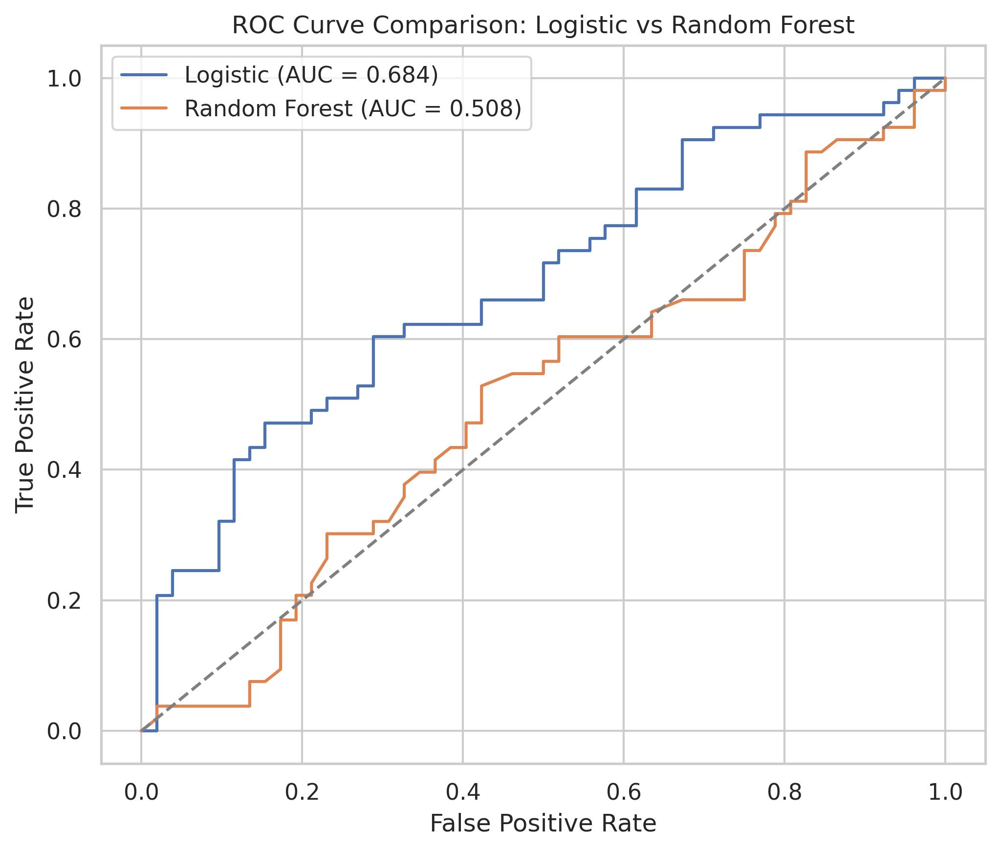 ROC Curve Comparison: Logistic vs Random Forest
Logistic (AUC = 0.684)
Random Forest (AUC = 0.508)
1.0
0.8
0.6
0.4
0.2
0.0
True Positive Rate
0.0 0.2 0.4 0.6 0.8 1.0
False Positive Rate